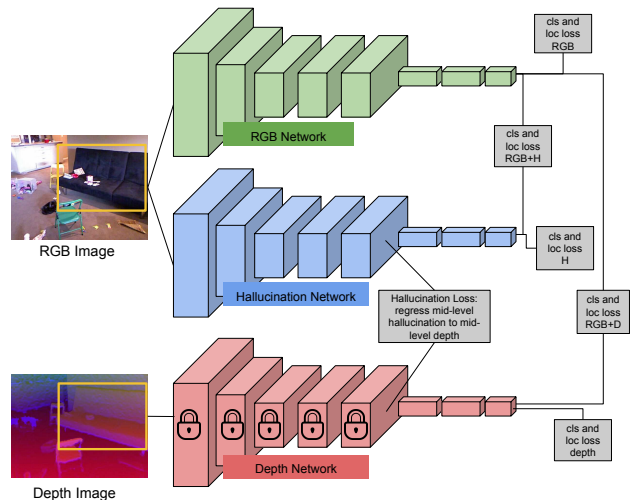 cls and
loc loss
RGB
RGB Network
cls and
loc loss
RGB+H
RGB Image
cls and
loc loss
H
Hallucination Network
Hallucination Loss:
regress mid-level
hallucination to mid-
level depth
cls and
loc loss
RGB+D
cls and
loc loss
depth
Depth Network
Depth Image